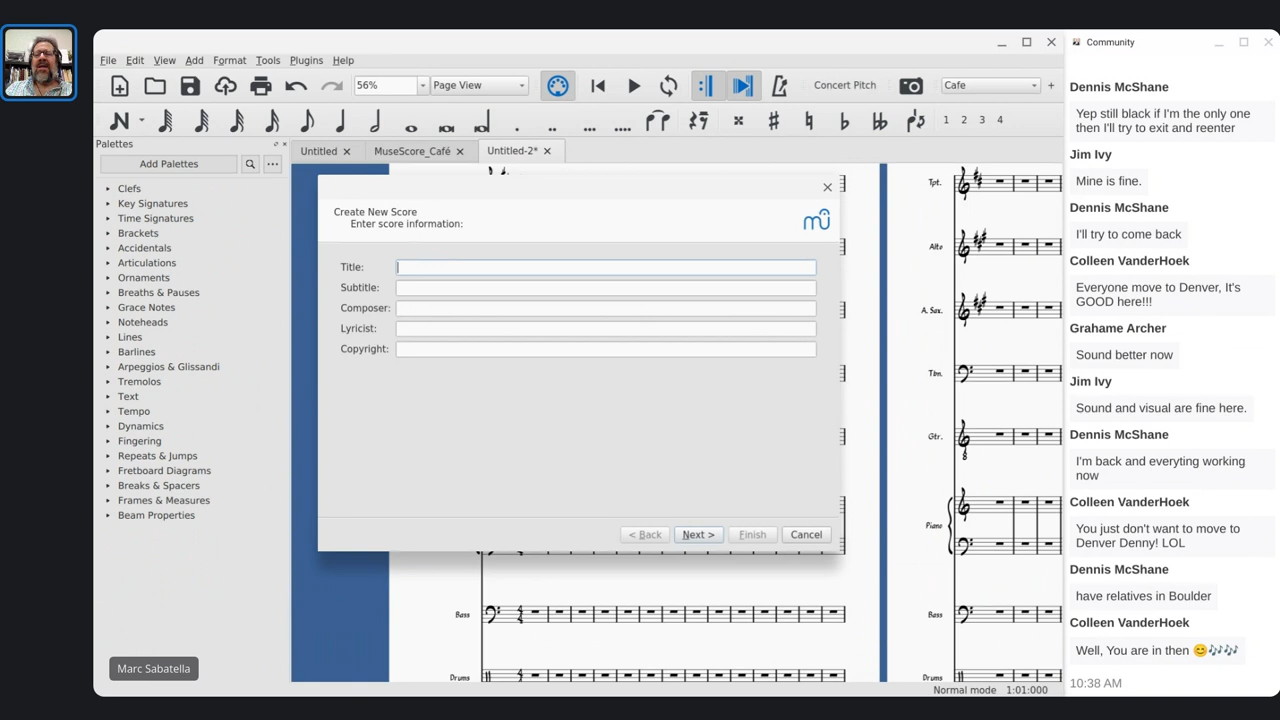 Community
File Edit View Add Format Tools Plugins Help
56% Page View Concert Pitch Cafe +
1 2 3 4
Palettes
Add Palettes
Clefs
Key Signatures
Time Signatures
Brackets
Accidentals
Articulations
Ornaments
Breaths & Pauses
Grace Notes
Noteheads
Lines
Barlines
Arpeggios & Glissandi
Tremolos
Text
Tempo
Dynamics
Fingering
Repeats & Jumps
Fretboard Diagrams
Breaks & Spacers
Frames & Measures
Beam Properties
Marc Sabatella
Untitled MuseScore_Café Untitled-2*
Create New Score
Enter score information:
Title:
Subtitle:
Composer:
Lyricist:
Copyright:
< Back Next > Finish Cancel
Bass
Drums
Tpt.
Alto
A. Sax.
Tbn.
Gtr.
Piano
Bass
Drums
Normal mode 1:01:000
Dennis McShane
Yep still black if I'm the only one
then I'll try to exit and reenter
Jim Ivy
Mine is fine.
Dennis McShane
I'll try to come back
Colleen VanderHoek
Everyone move to Denver, It's
GOOD here!!!
Grahame Archer
Sound better now
Jim Ivy
Sound and visual are fine here.
Dennis McShane
I'm back and everyting working
now
Colleen VanderHoek
You just don't want to move to
Denver Denny! LOL
Dennis McShane
have relatives in Boulder
Colleen VanderHoek
Well, You are in then 😊🎶🎶
10:38 AM